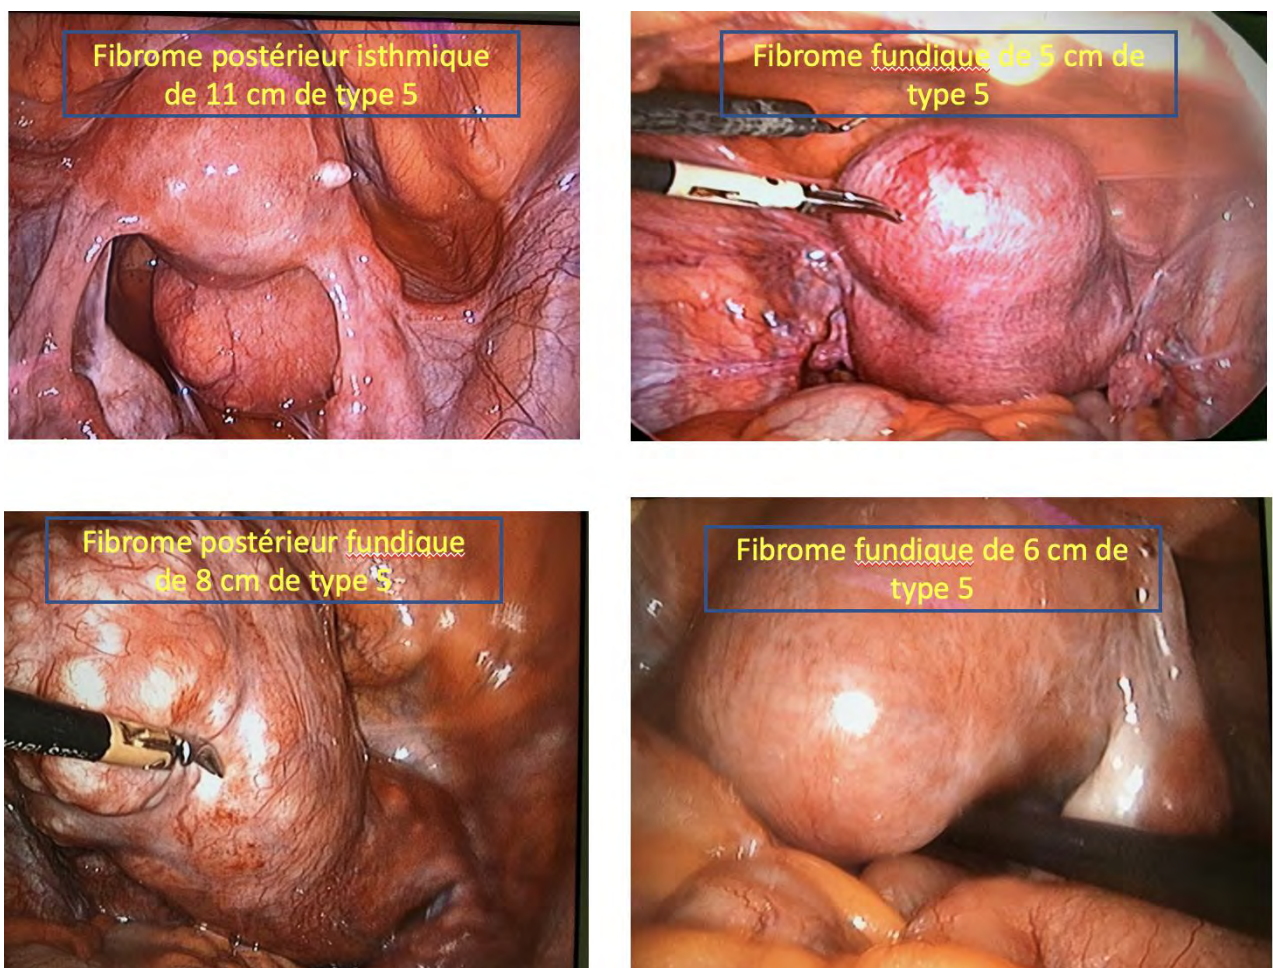 Fibrome postérieur isthmique
de 11 cm de type 5
Fibrome fundique de 5 cm de
type 5
Fibrome postérieur fundique
de 8 cm de type 5
Fibrome fundique de 6 cm de
type 5